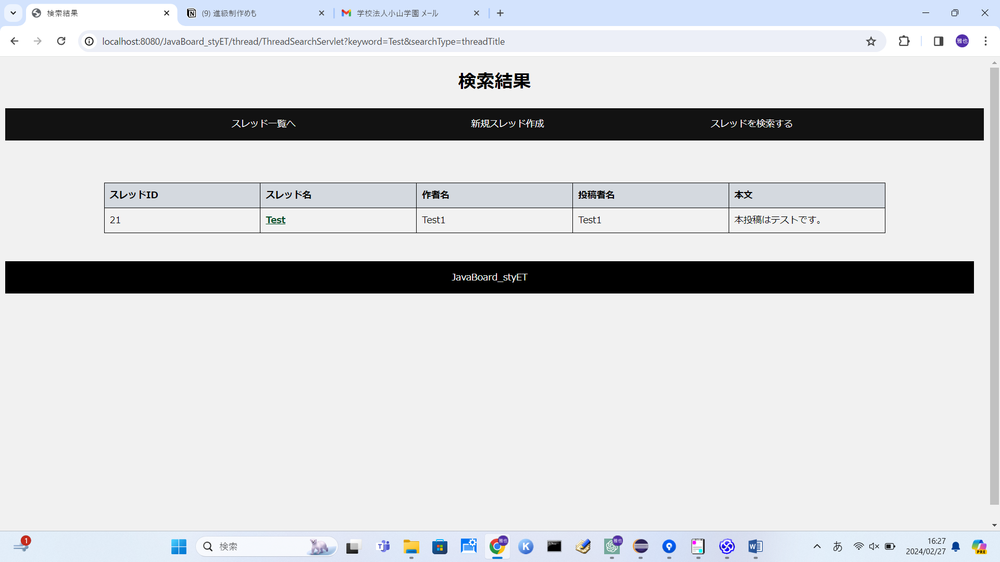 検索結果
(9) 進級制作めも
学校法人小山学園 メール
localhost:8080/JavaBoard_styET/thread/ThreadSearchServlet?keyword=Test&searchType=threadTitle
雅也
検索結果
スレッド一覧へ 新規スレッド作成 スレッドを検索する
スレッドID スレッド名 作者名 投稿者名 本文
21 Test Test1 Test1 本投稿はテストです。
JavaBoard_styET
1
検索
雅也
K
雅也
あ
16:27
2024/02/27
PRE